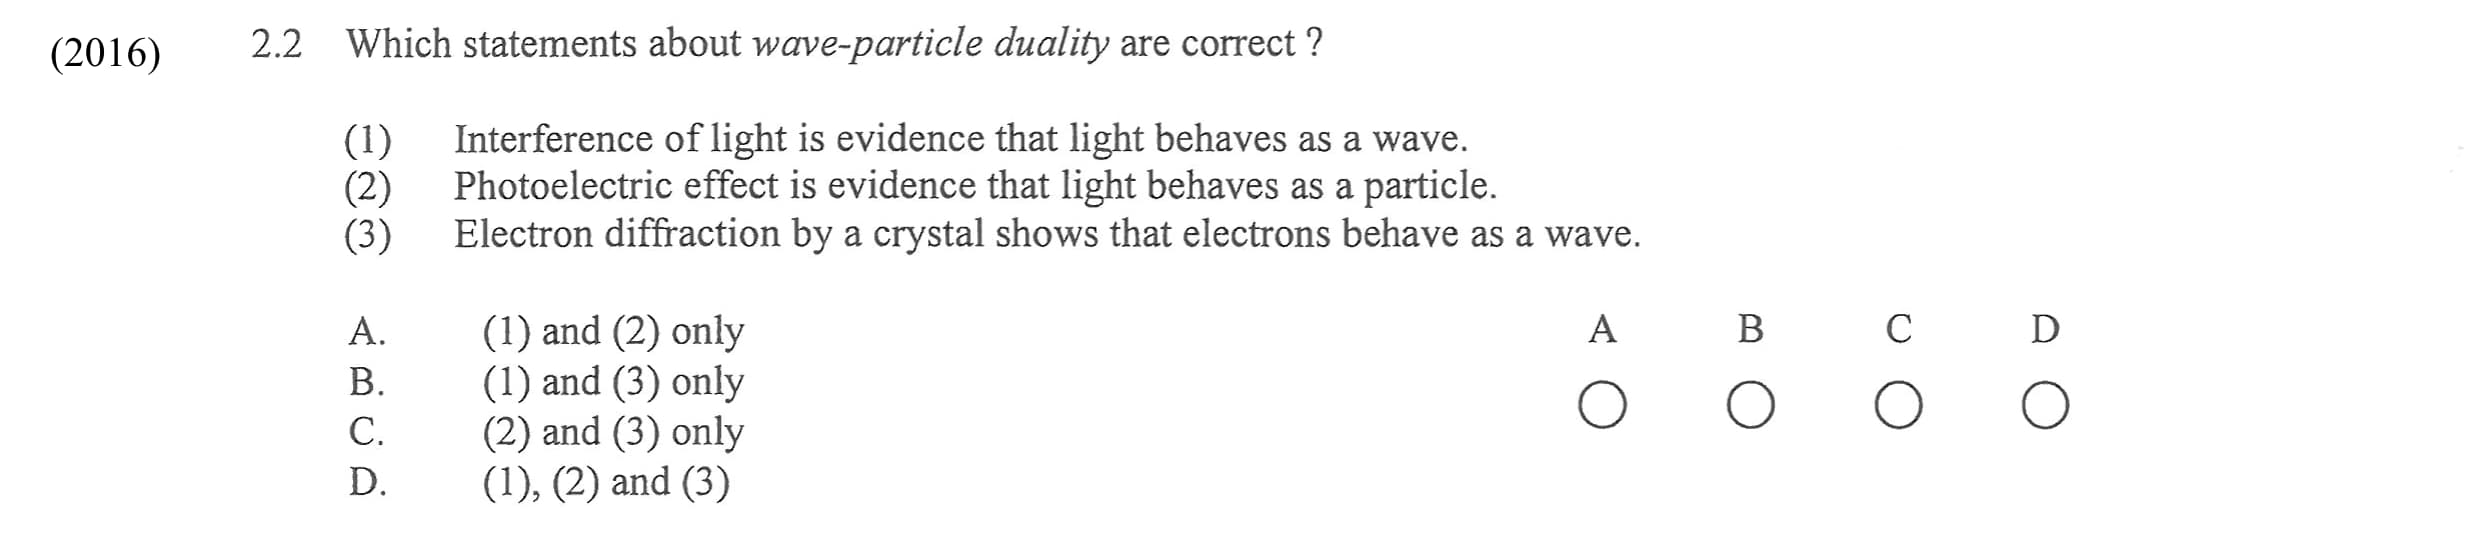 (2016) 2.2 Which statements about wave-particle duality are correct ?
(1) Interference of light is evidence that light behaves as a wave.
(2) Photoelectric effect is evidence that light behaves as a particle.
(3) Electron diffraction by a crystal shows that electrons behave as a wave.
A. (1) and (2) only A B C D
B. (1) and (3) only
C. (2) and (3) only
D. (1), (2) and (3)